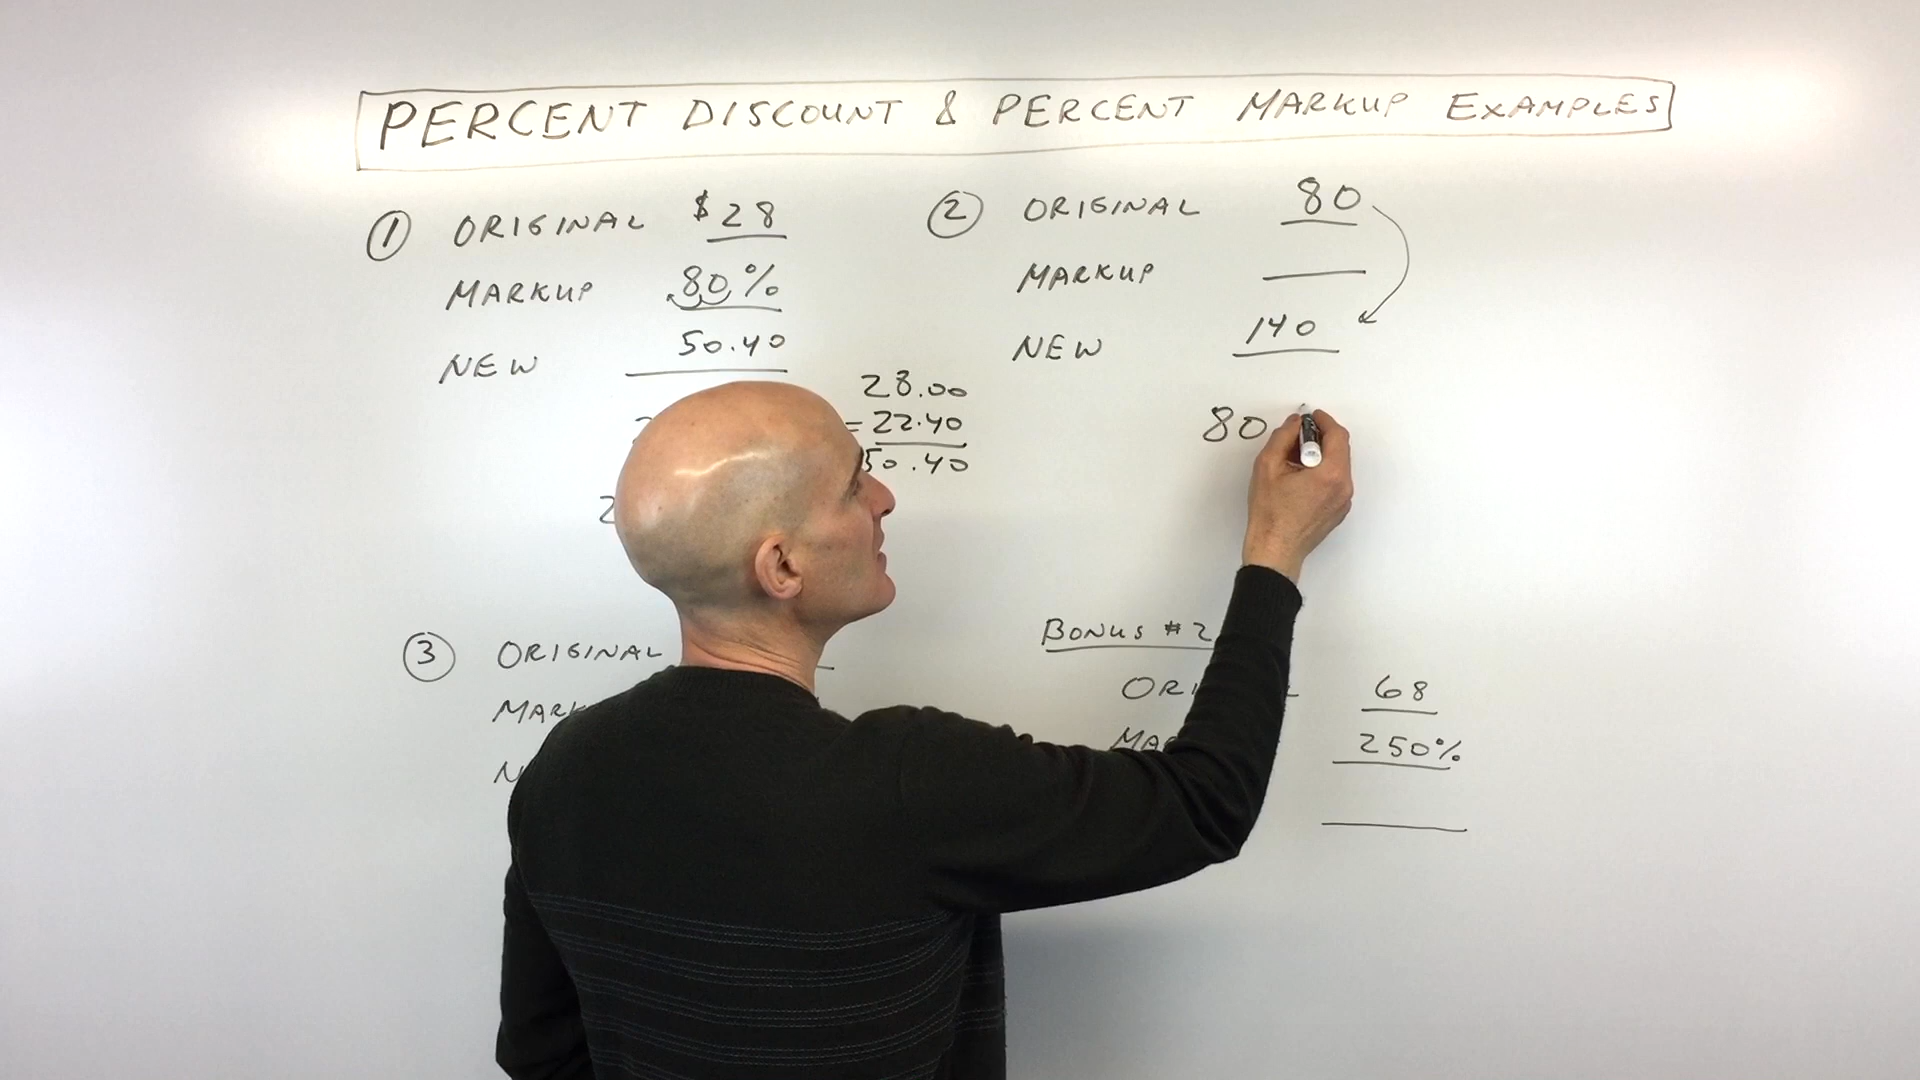 PERCENT DISCOUNT & PERCENT MARKUP EXAMPLES
① ORIGINAL $28
MARKUP 80%
NEW 50.40
28.00
= 22.40
50.40
2
② ORIGINAL 80
MARKUP
NEW 140
80
③ ORIGINAL
BONUS #2
68
250%